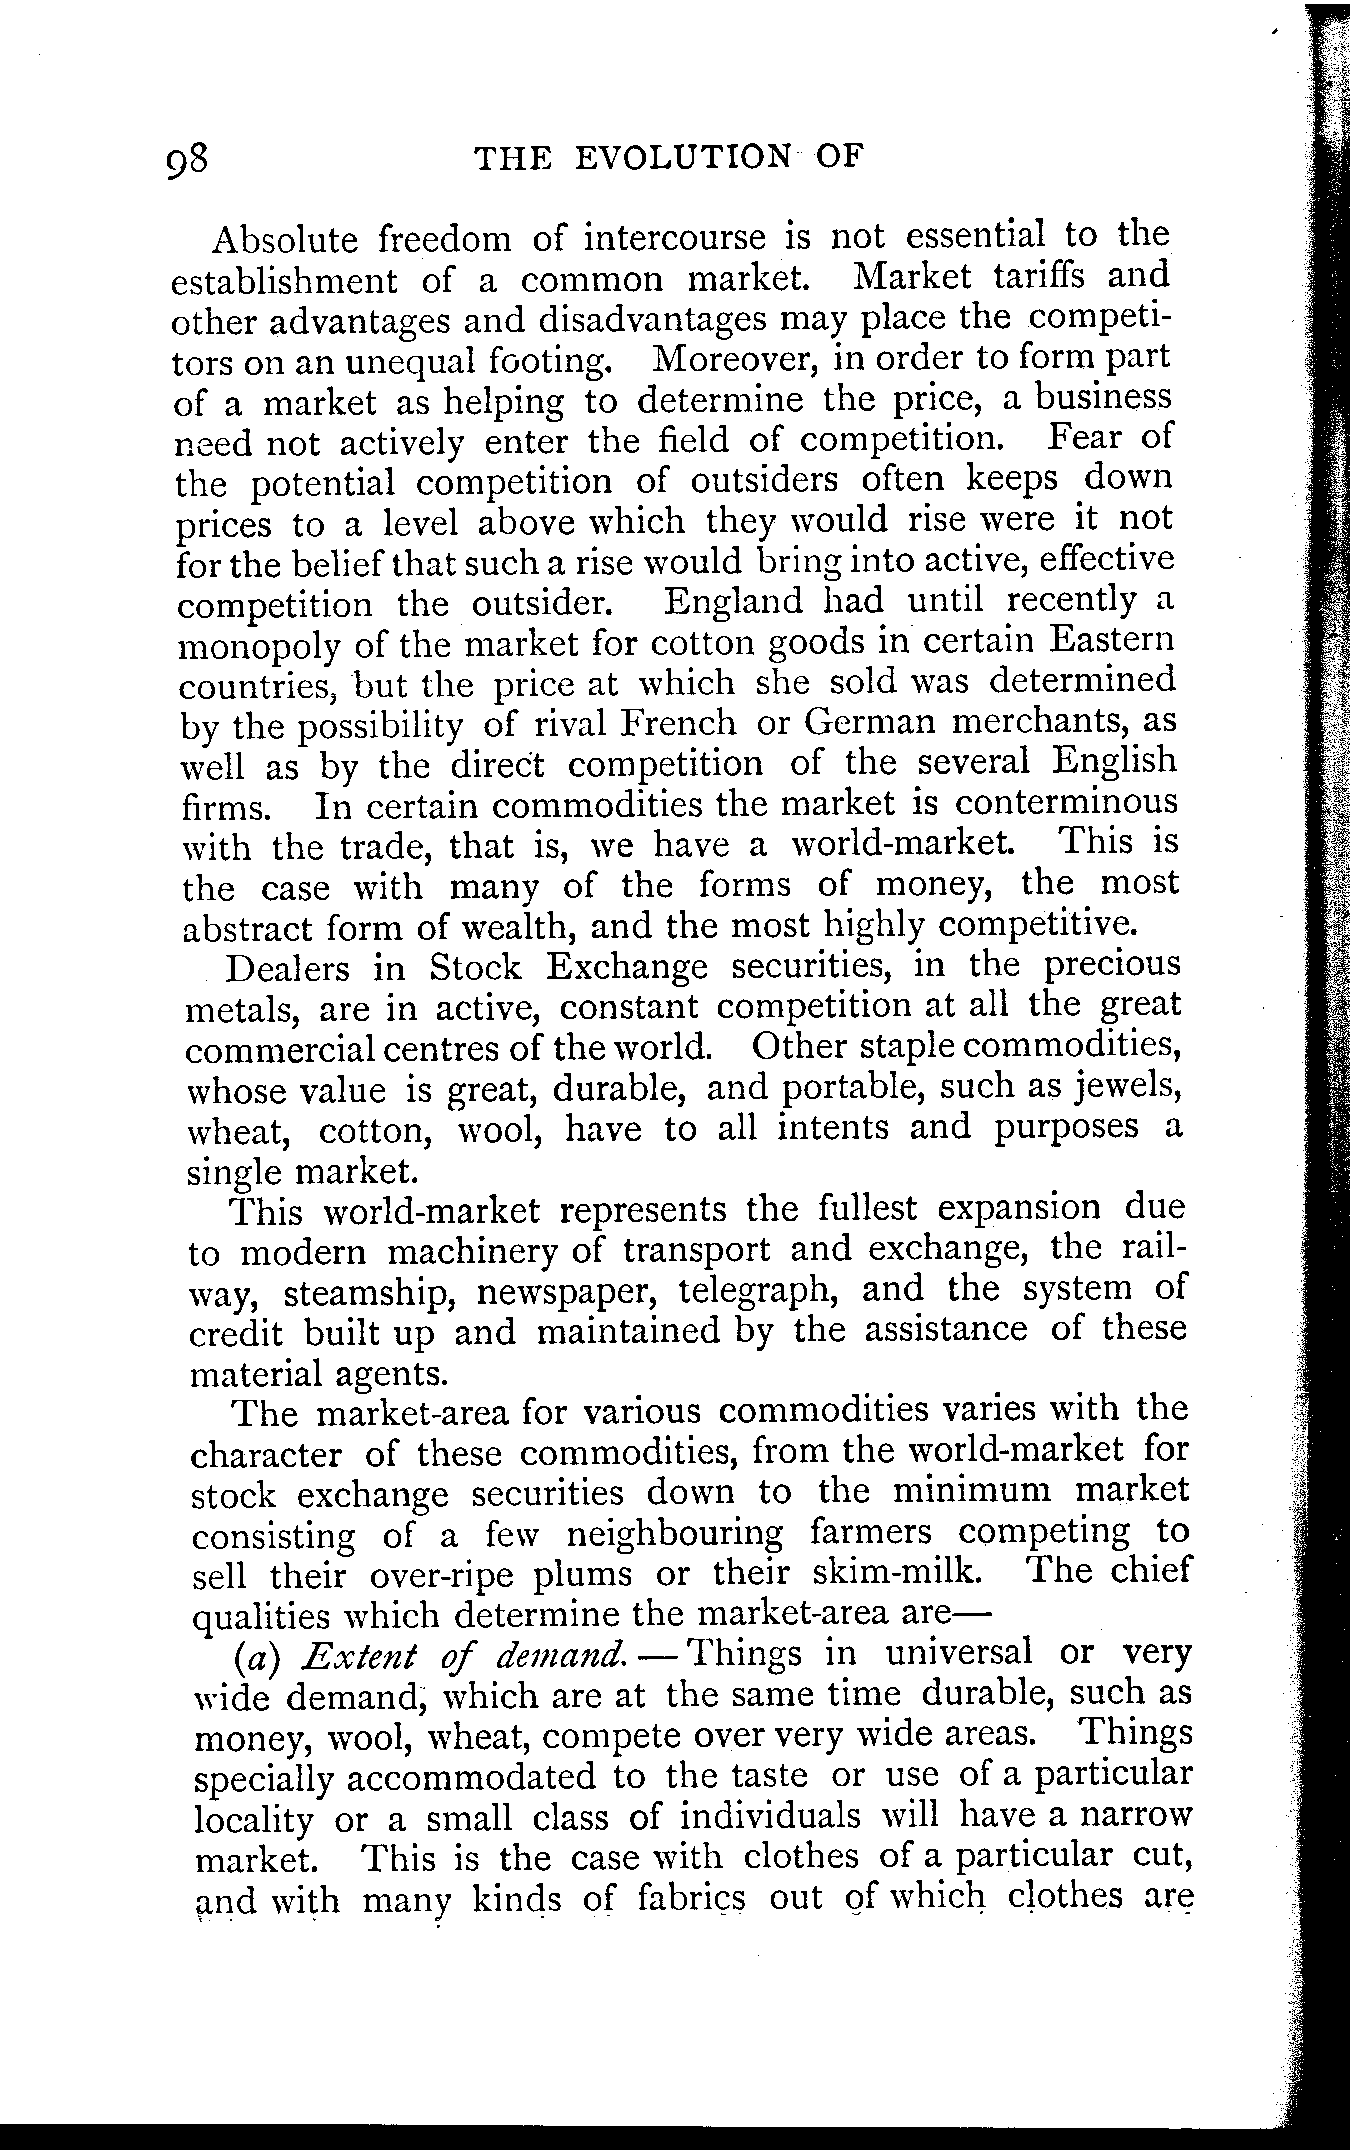 98 THE EVOLUTION OF
Absolute freedom of intercourse is not essential to the
establishment of a common market. Market tariffs and
other advantages and disadvantages may place the competi-
tors on an unequal footing. Moreover, in order to form part
of a market as helping to determine the price, a business
need not actively enter the field of competition. Fear of
the potential competition of outsiders often keeps down
prices to a level above which they would rise were it not
for the belief that such a rise would bring into active, effective
competition the outsider. England had until recently a
monopoly of the market for cotton goods in certain Eastern
countries, but the price at which she sold was determined
by the possibility of rival French or German merchants, as
well as by the direct competition of the several English
firms. In certain commodities the market is conterminous
with the trade, that is, we have a world-market. This is
the case with many of the forms of money, the most
abstract form of wealth, and the most highly competitive.
Dealers in Stock Exchange securities, in the precious
metals, are in active, constant competition at all the great
commercial centres of the world. Other staple commodities,
whose value is great, durable, and portable, such as jewels,
wheat, cotton, wool, have to all intents and purposes a
single market.
This world-market represents the fullest expansion due
to modern machinery of transport and exchange, the rail-
way, steamship, newspaper, telegraph, and the system of
credit built up and maintained by the assistance of these
material agents.
The market-area for various commodities varies with the
character of these commodities, from the world-market for
stock exchange securities down to the minimum market
consisting of a few neighbouring farmers competing to
sell their over-ripe plums or their skim-milk. The chief
qualities which determine the market-area are—
(a) Extent of demand.—Things in universal or very
wide demand, which are at the same time durable, such as
money, wool, wheat, compete over very wide areas. Things
specially accommodated to the taste or use of a particular
locality or a small class of individuals will have a narrow
market. This is the case with clothes of a particular cut,
and with many kinds of fabrics out of which clothes are